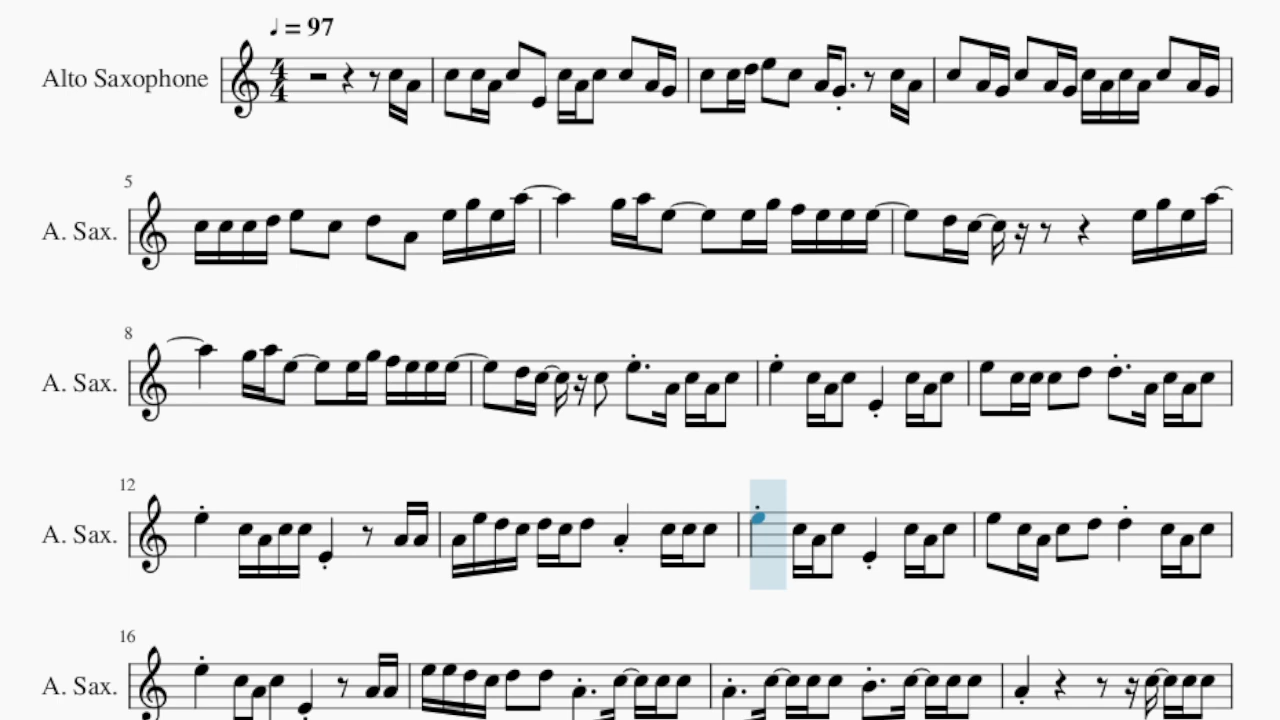 ♩ = 97
Alto Saxophone
4
4
5
A. Sax.
8
A. Sax.
12
A. Sax.
16
A. Sax.